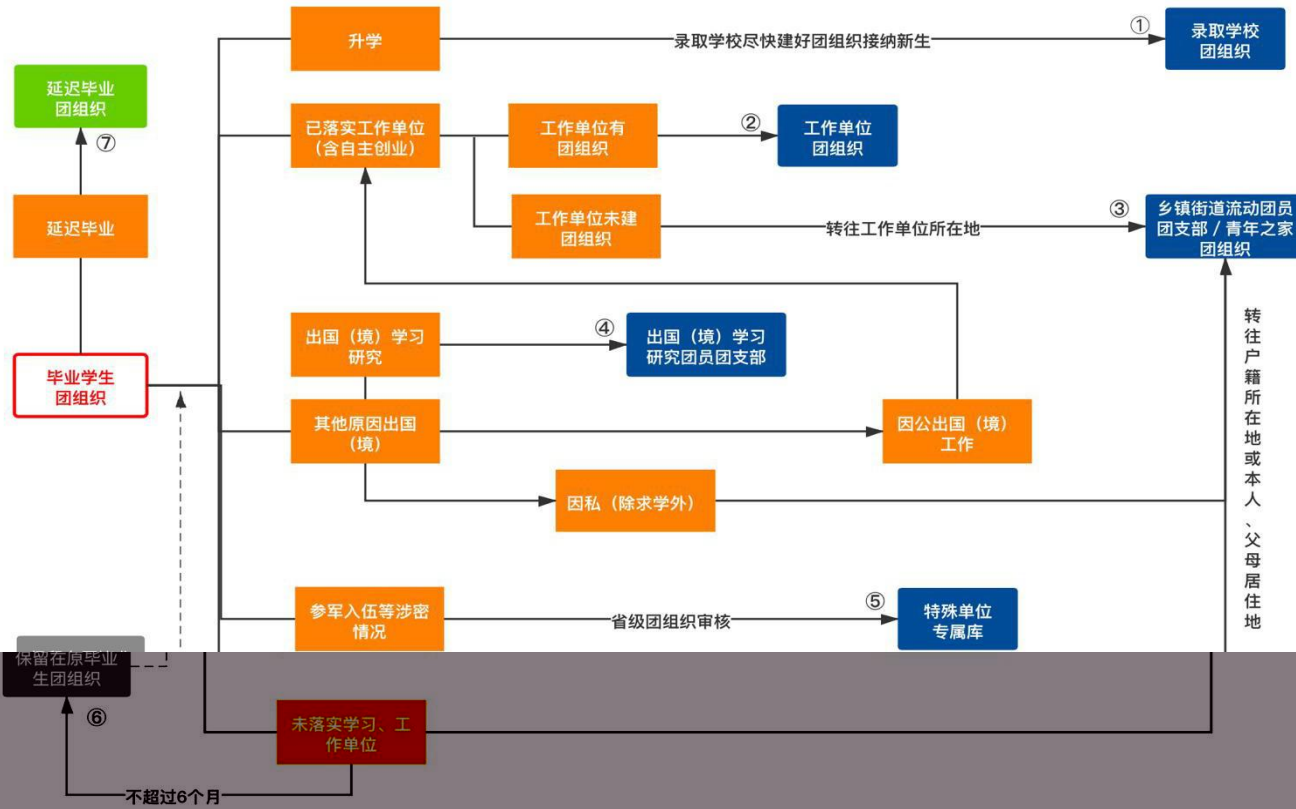 升学
录取学校尽快建好团组织接纳新生
①
录取学校
团组织
延迟毕业
团组织
⑦
已落实工作单位
（含自主创业）
工作单位有
团组织
②
工作单位
团组织
延迟毕业
工作单位未建
团组织
转往工作单位所在地
③
乡镇街道流动团员
团支部 / 青年之家
团组织
出国（境）学习
研究
④
出国（境）学习
研究团员团支部
毕业学生
团组织
其他原因出国
（境）
因公出国（境）
工作
因私（除求学外）
转往户籍所在地或本人、父母居住地
参军入伍等涉密
情况
省级团组织审核
⑤
特殊单位
专属库
保留在原毕业
生团组织
⑥
未落实学习、工
作单位
不超过6个月